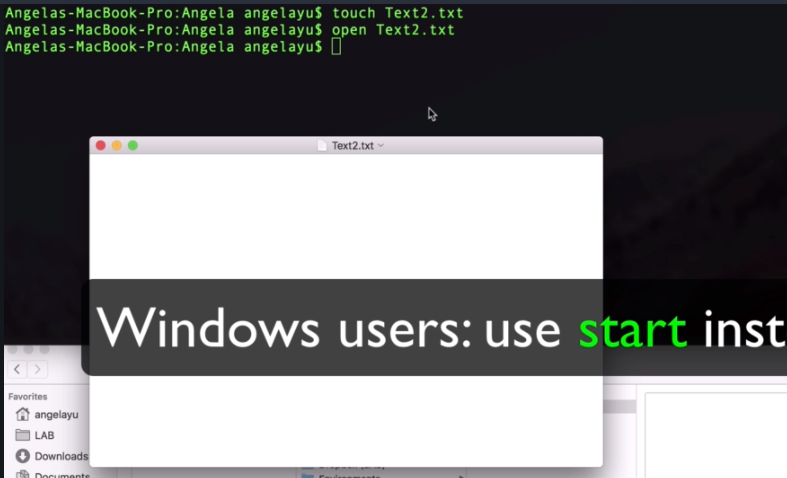 Angelas-MacBook-Pro:Angela angelayu$ touch Text2.txt
Angelas-MacBook-Pro:Angela angelayu$ open Text2.txt
Angelas-MacBook-Pro:Angela angelayu$
Text2.txt
Windows users: use start inst
Favorites
angelayu
LAB
Downloads
Documents